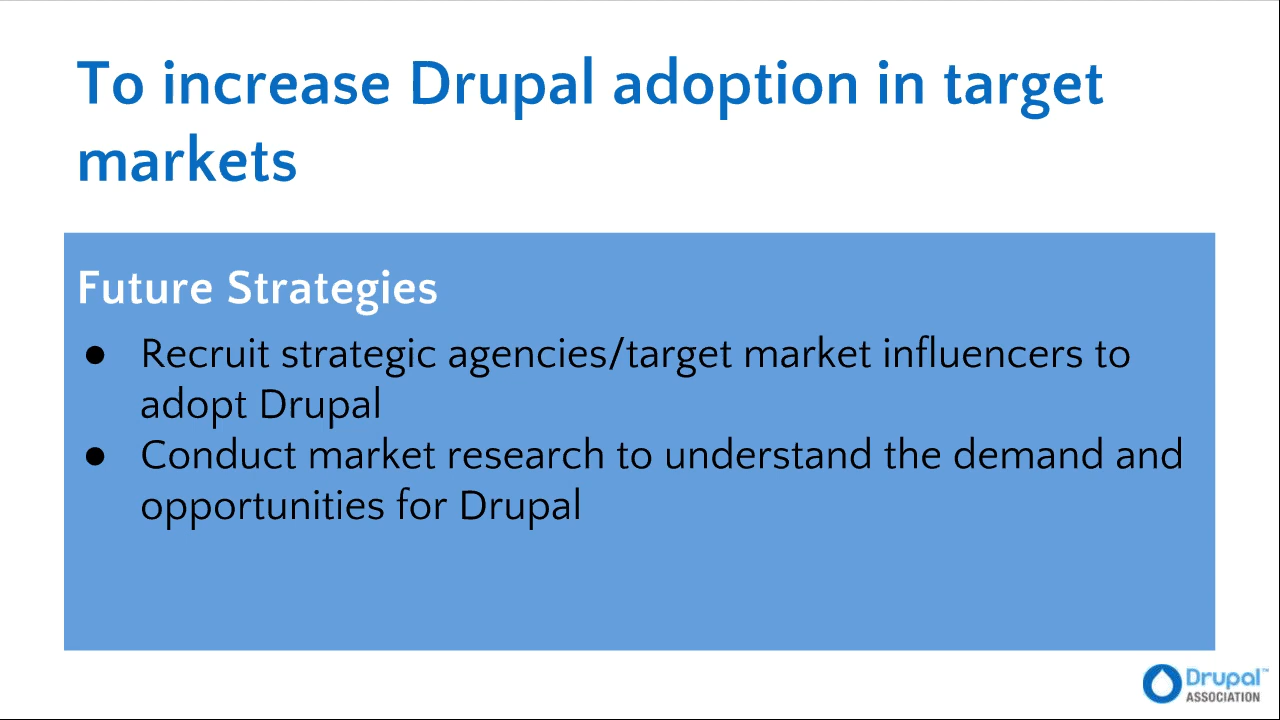 To increase Drupal adoption in target
markets
Future Strategies
● Recruit strategic agencies/target market influencers to
adopt Drupal
● Conduct market research to understand the demand and
opportunities for Drupal
Drupal™
ASSOCIATION